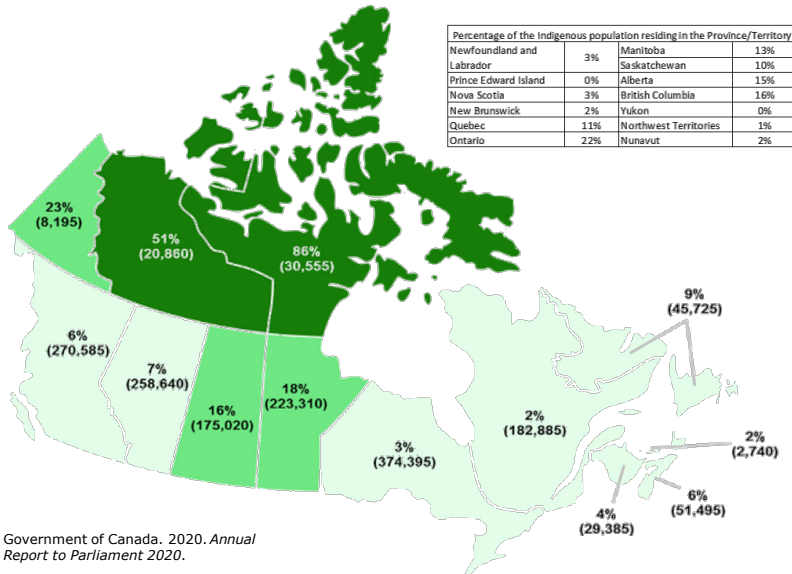 Percentage of the Indigenous population residing in the Province/Territory
Newfoundland and Labrador 3% Manitoba 13%
Saskatchewan 10%
Prince Edward Island 0% Alberta 15%
Nova Scotia 3% British Columbia 16%
New Brunswick 2% Yukon 0%
Quebec 11% Northwest Territories 1%
Ontario 22% Nunavut 2%
23%
(8,195)
51%
(20,860)
86%
(30,555)
9%
(45,725)
6%
(270,585)
7%
(258,640)
16%
(175,020)
18%
(223,310)
3%
(374,395)
2%
(182,885)
2%
(2,740)
6%
(51,495)
4%
(29,385)
Government of Canada. 2020. Annual
Report to Parliament 2020.